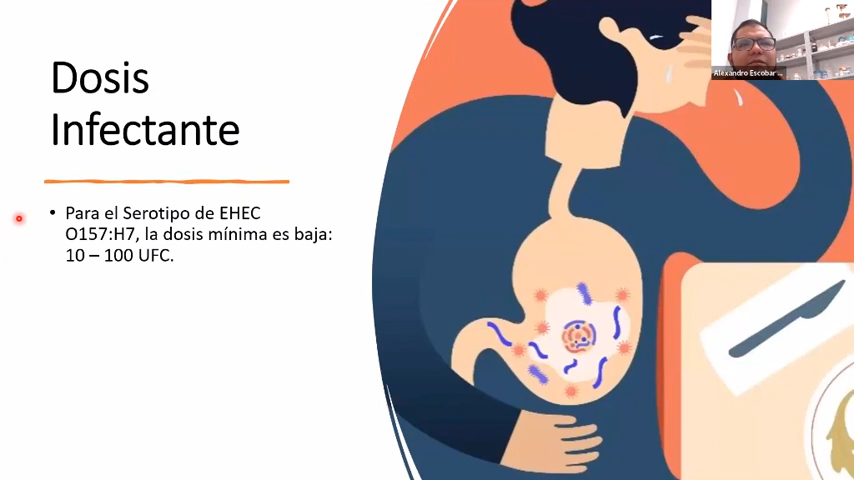 Dosis
Infectante
• Para el Serotipo de EHEC
O157:H7, la dosis mínima es baja:
10 – 100 UFC.
Alexandro Escobar ...